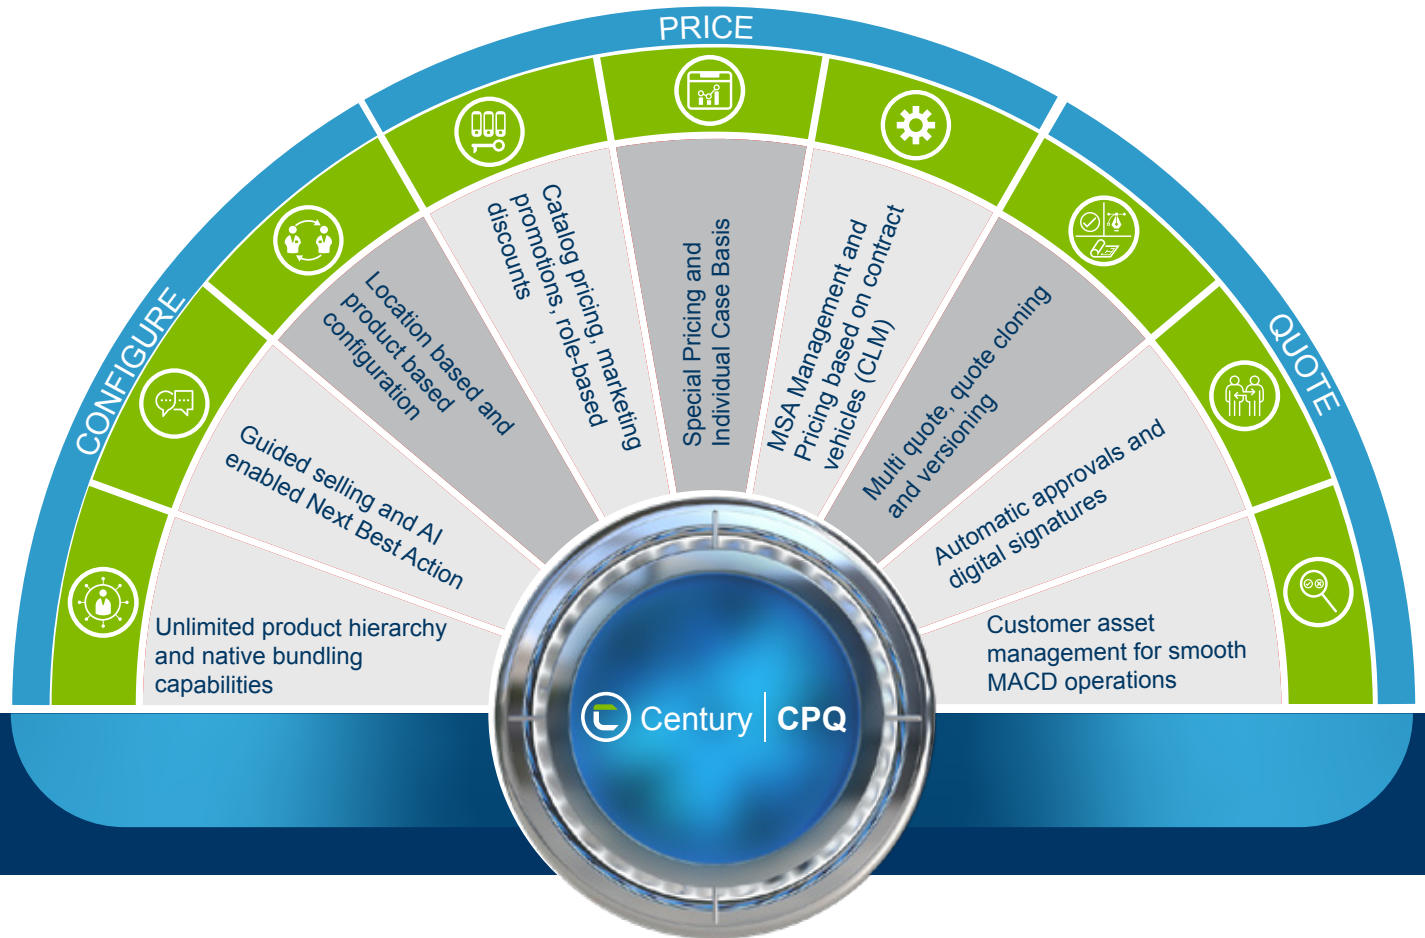 PRICE
CONFIGURE
QUOTE
Unlimited product hierarchy
and native bundling
capabilities
Guided selling and AI
enabled Next Best Action
Location based and
product based
configuration
Catalog pricing, marketing
promotions, role-based
discounts
Special Pricing and
Individual Case Basis
MSA Management and
Pricing based on contract
vehicles (CLM)
Multi quote, quote cloning
and versioning
Automatic approvals and
digital signatures
Customer asset
management for smooth
MACD operations
Century CPQ